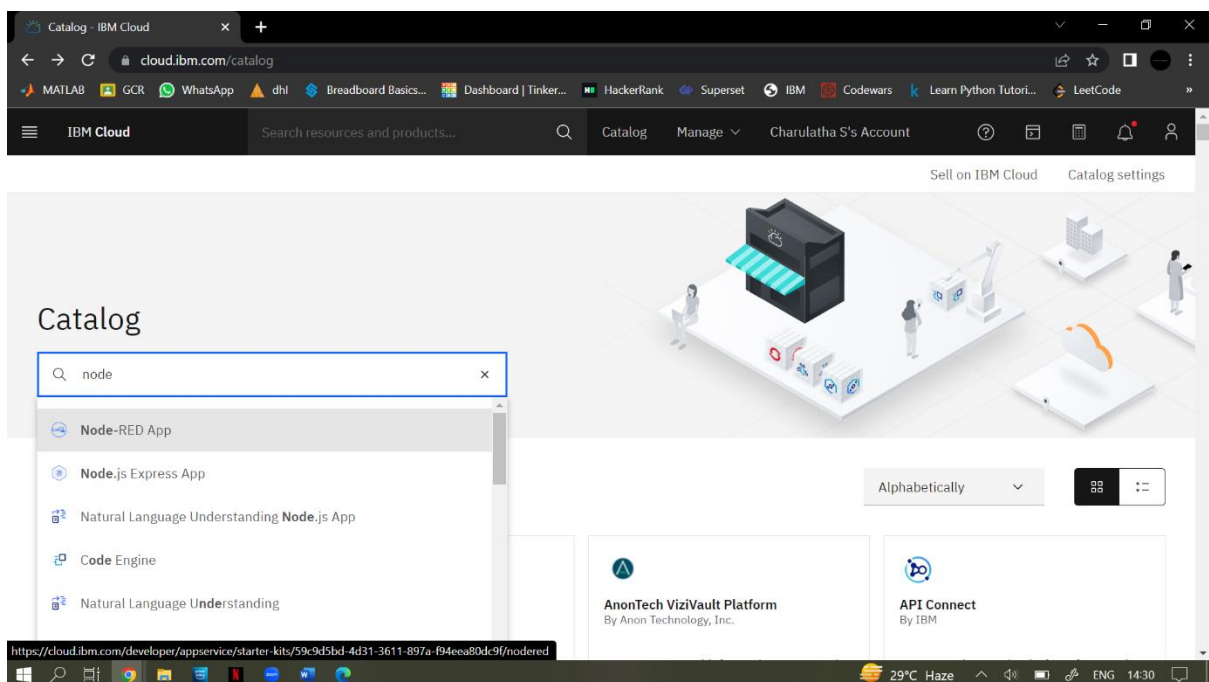 Catalog - IBM Cloud
cloud.ibm.com/catalog
MATLAB GCR WhatsApp dhl Breadboard Basics... Dashboard | Tinker... HackerRank Superset IBM Codewars Learn Python Tutori... LeetCode »
IBM Cloud Search resources and products... Catalog Manage Charulatha S's Account
Sell on IBM Cloud Catalog settings
Catalog
node
Node-RED App
Node.js Express App
Alphabetically
Natural Language Understanding Node.js App
Code Engine
Natural Language Understanding
AnonTech ViziVault Platform
By Anon Technology, Inc.
API Connect
By IBM
https://cloud.ibm.com/developer/appservice/starter-kits/59c9d5bd-4d31-3611-897a-f94eea80dc9f/nodered
29°C Haze ENG 14:30